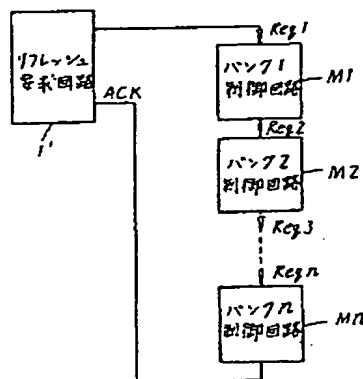 リフレッシュ
要求回路
1'
ACK
Req1
バンク1
制御回路
M1
Req2
バンク2
制御回路
M2
Req3
Reqn
バンクn
制御回路
Mn